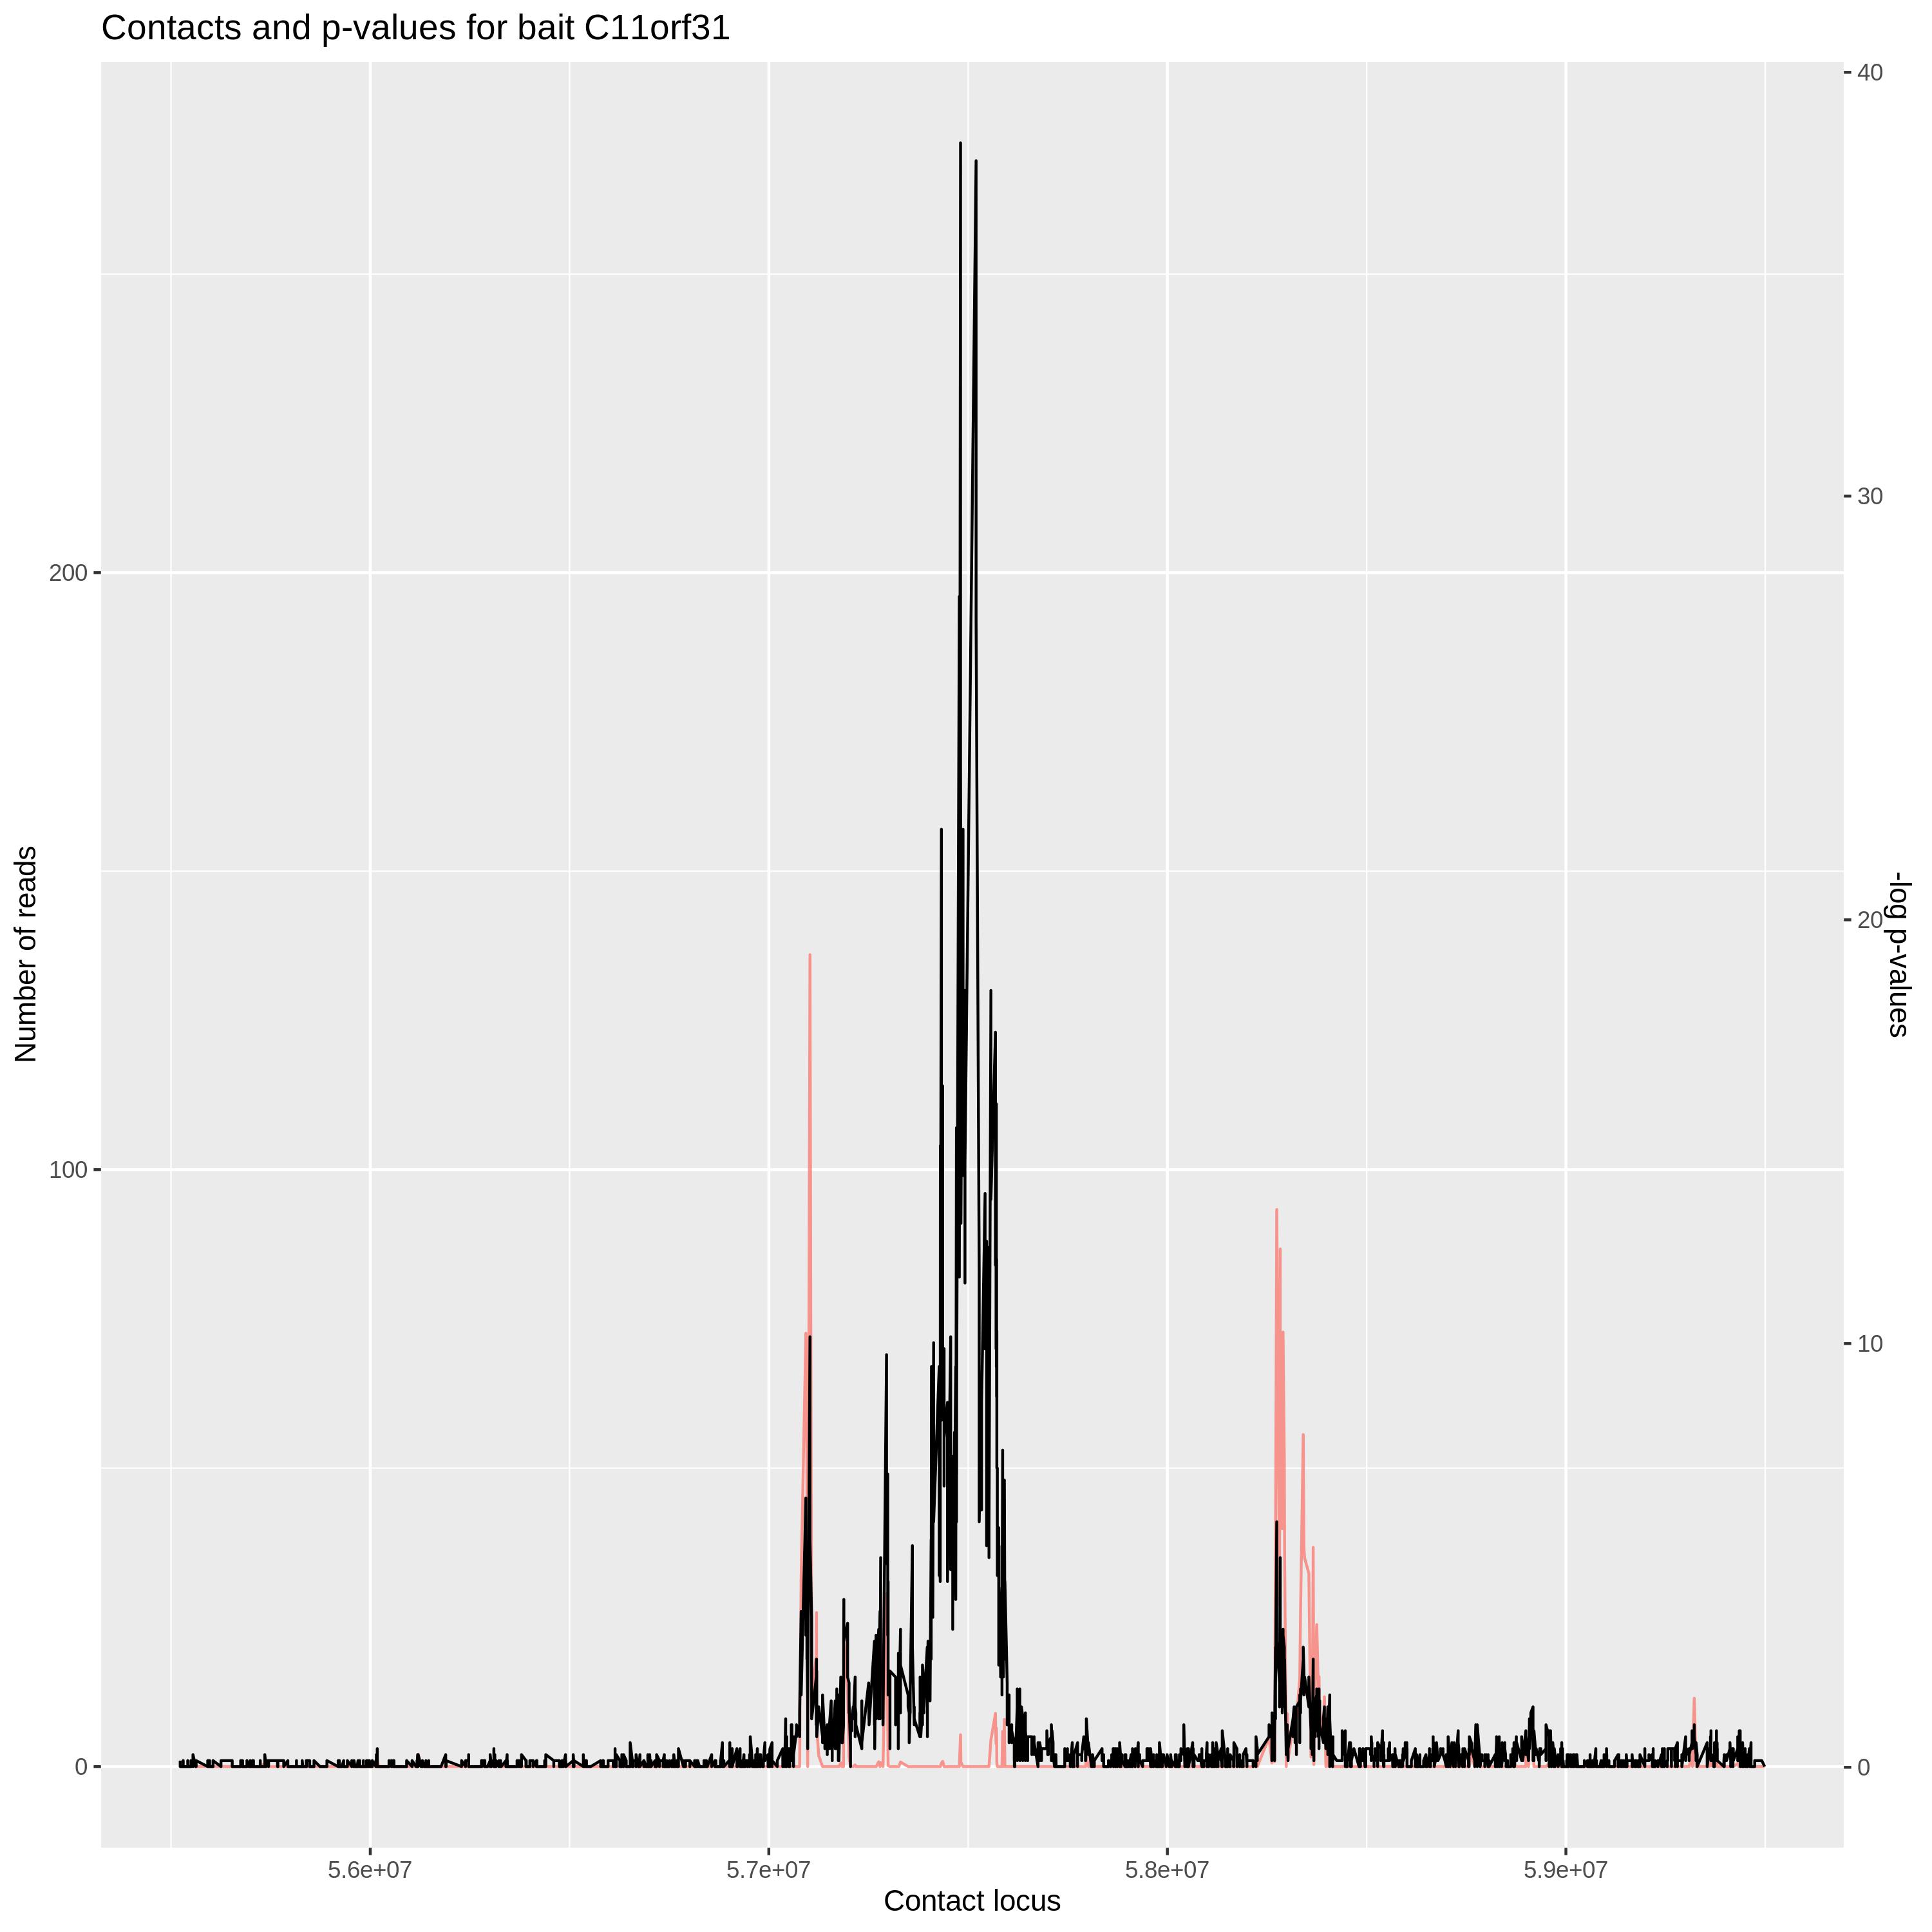 Contacts and p-values for bait C11orf31
40
30
200
Number of reads
-log p-values
20
100
10
0
0
5.6e+07
5.7e+07
5.8e+07
5.9e+07
Contact locus